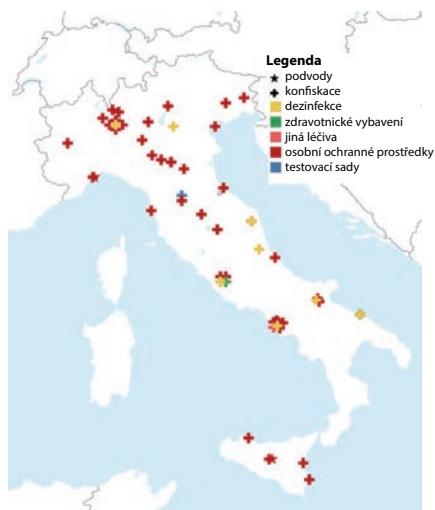 Legenda
podvody
konfiskace
dezinfekce
zdravotnické vybavení
jiná léčiva
osobní ochranné prostředky
testovací sady